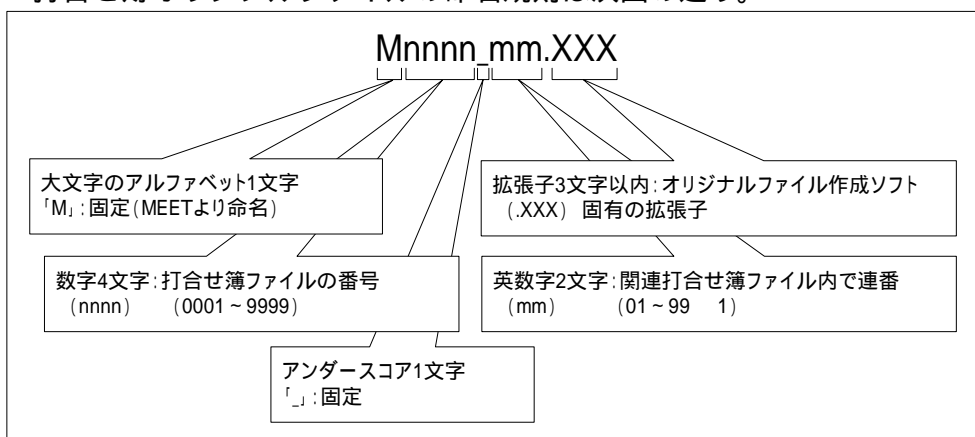 Mnnnn_mm.XXX
大文字のアルファベット1文字
「M」:固定(MEETより命名)
拡張子3文字以内:オリジナルファイル作成ソフト
(.XXX) 固有の拡張子
数字4文字:打合せ簿ファイルの番号
(nnnn) (0001~9999)
英数字2文字:関連打合せ簿ファイル内で連番
(mm) (01~99 1)
アンダースコア1文字
「_」:固定